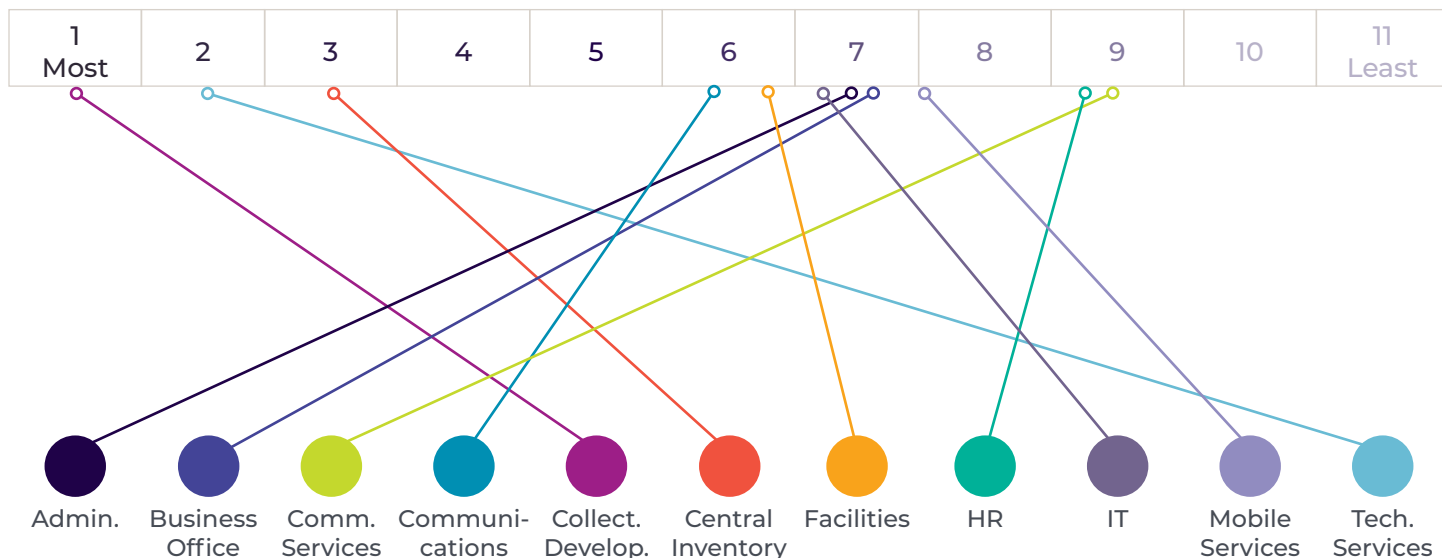 1
Most
2
3
4
5
6
7
8
9
10
11
Least
Admin.
Business
Office
Comm.
Services
Communi-
cations
Collect.
Develop.
Central
Inventory
Facilities
HR
IT
Mobile
Services
Tech.
Services